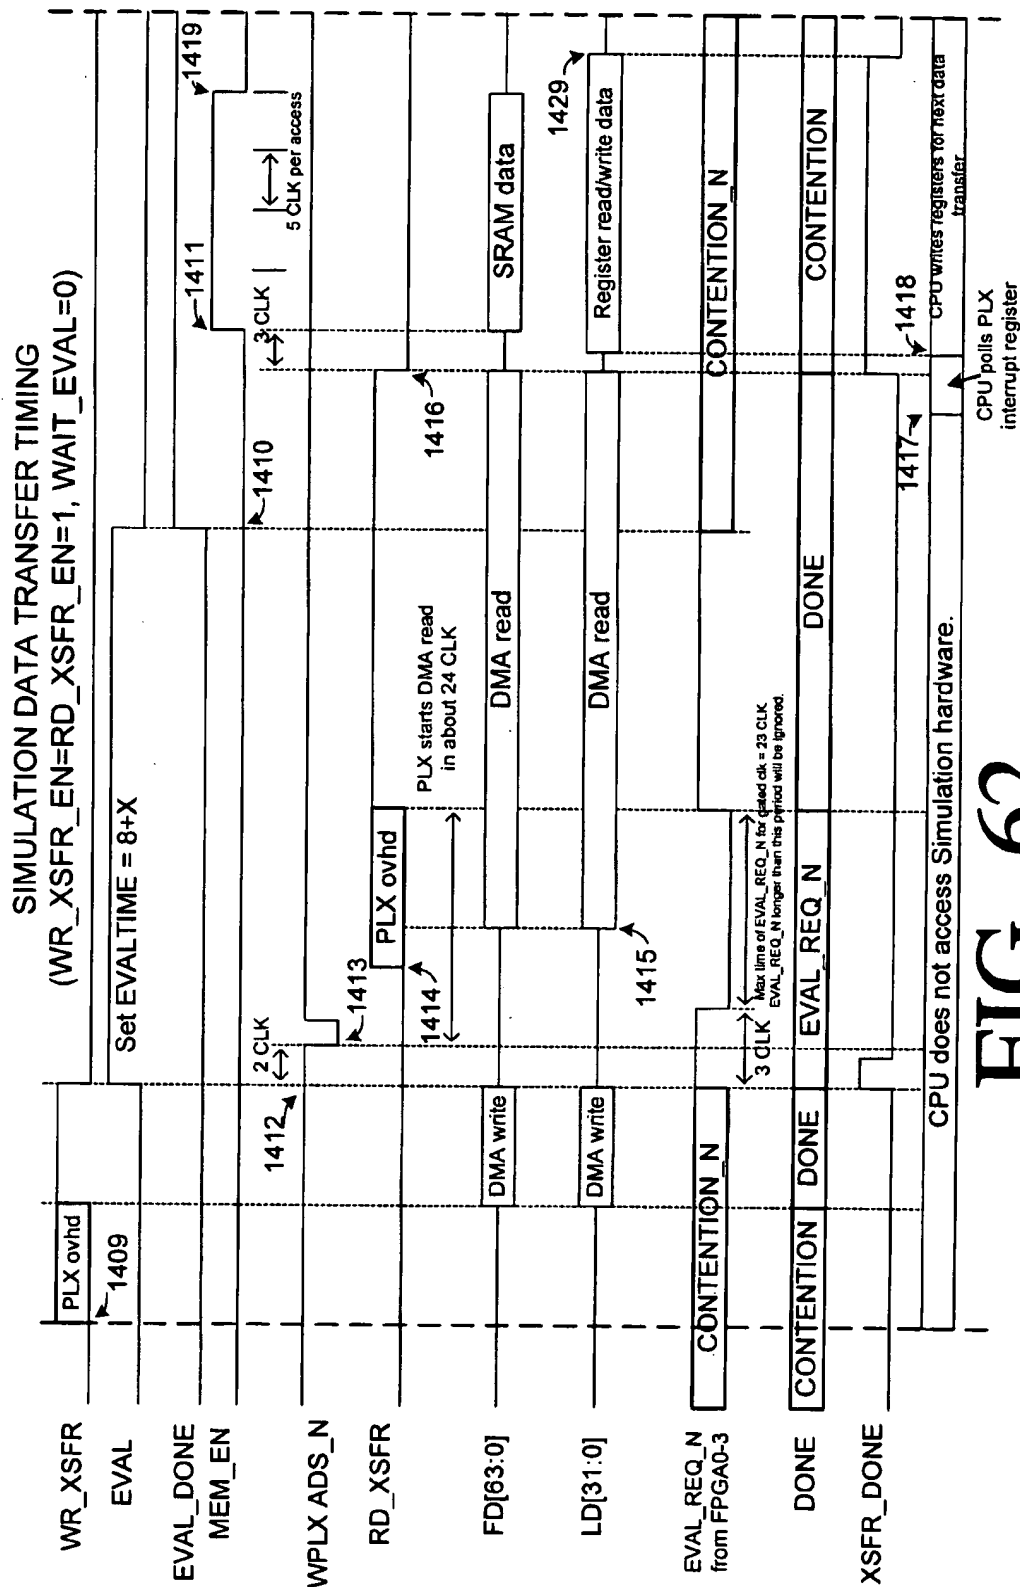 SIMULATION DATA TRANSFER TIMING
(WR_XSFR_EN=RD_XSFR_EN=1, WAIT_EVAL=0)
WR_XSFR
PLX ovhd
1409
EVAL
Set EVALTIME = 8+X
EVAL_DONE
MEM_EN
1410
1411
1419
3 CLK
5 CLK per access
WPLX ADS_N
1412
2 CLK
1413
RD_XSFR
1414
PLX ovhd
PLX starts DMA read
in about 24 CLK
1416
FD[63:0]
DMA write
DMA read
SRAM data
LD[31:0]
DMA write
1415
DMA read
Register read/write data
1429
EVAL_REQ_N
from FPGA0-3
CONTENTION_N
3 CLK
Max time of EVAL_REQ_N for gated clk = 23 CLK.
EVAL_REQ_N longer than this period will be ignored.
CONTENTION_N
DONE
CONTENTION
DONE
EVAL_REQ_N
DONE
CONTENTION
XSFR_DONE
1417
1418
CPU does not access Simulation hardware.
CPU writes registers for next data
transfer
CPU polls PLX
interrupt register
FIG. 62